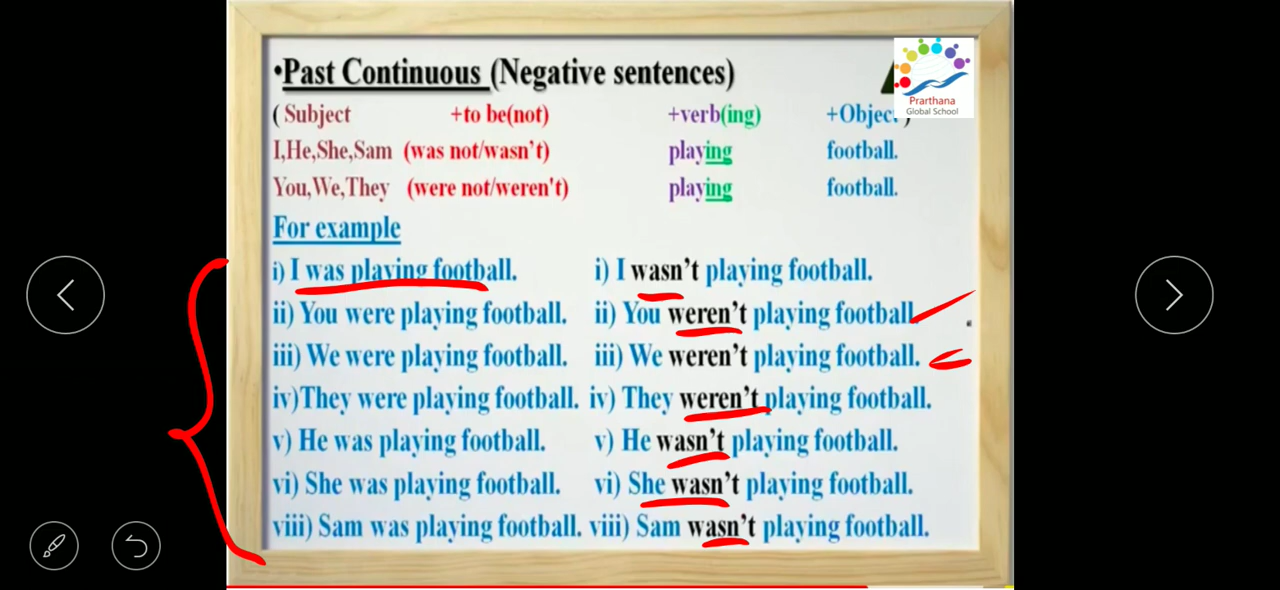 •Past Continuous (Negative sentences)
Prarthana
Global School
( Subject +to be(not) +verb(ing) +Object )
I,He,She,Sam (was not/wasn't) playing football.
You,We,They (were not/weren't) playing football.
For example
i) I was playing football. i) I wasn't playing football.
ii) You were playing football. ii) You weren't playing football.
iii) We were playing football. iii) We weren't playing football.
iv)They were playing football. iv) They weren't playing football.
v) He was playing football. v) He wasn't playing football.
vi) She was playing football. vi) She wasn't playing football.
viii) Sam was playing football. viii) Sam wasn't playing football.